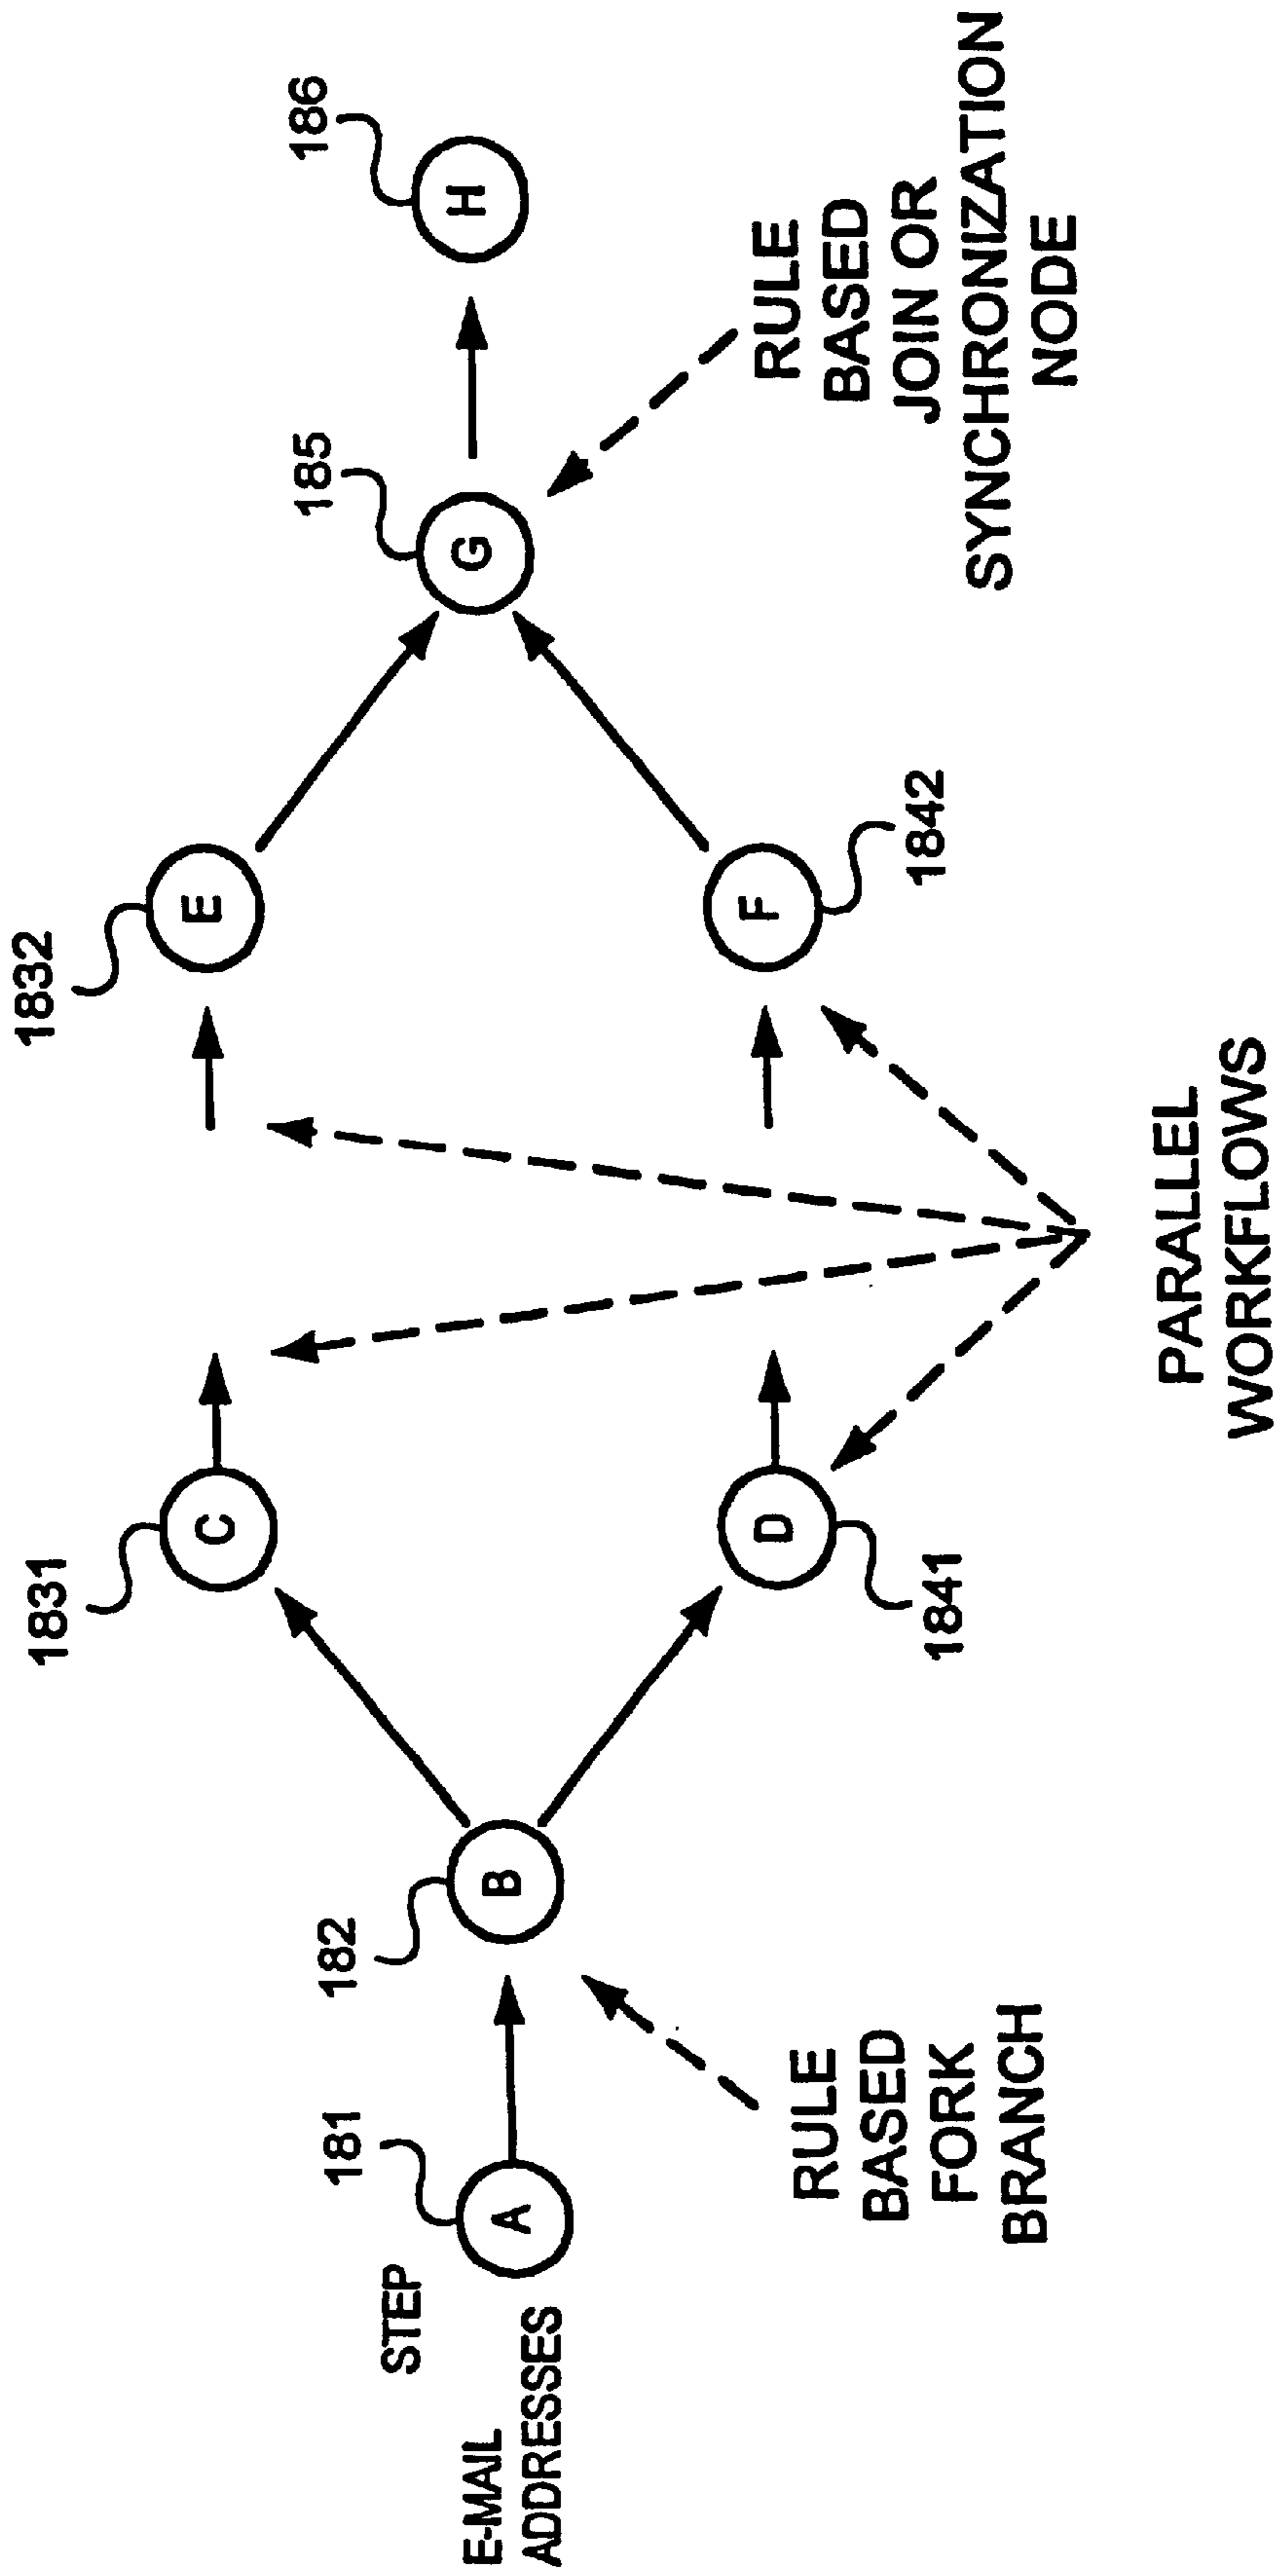 1831
1832
STEP
181
182
185
186
C
E
E-MAIL
ADDRESSES
A
B
G
H
D
F
1841
1842
RULE
BASED
FORK
BRANCH
PARALLEL
WORKFLOWS
RULE
BASED
JOIN OR
SYNCHRONIZATION
NODE